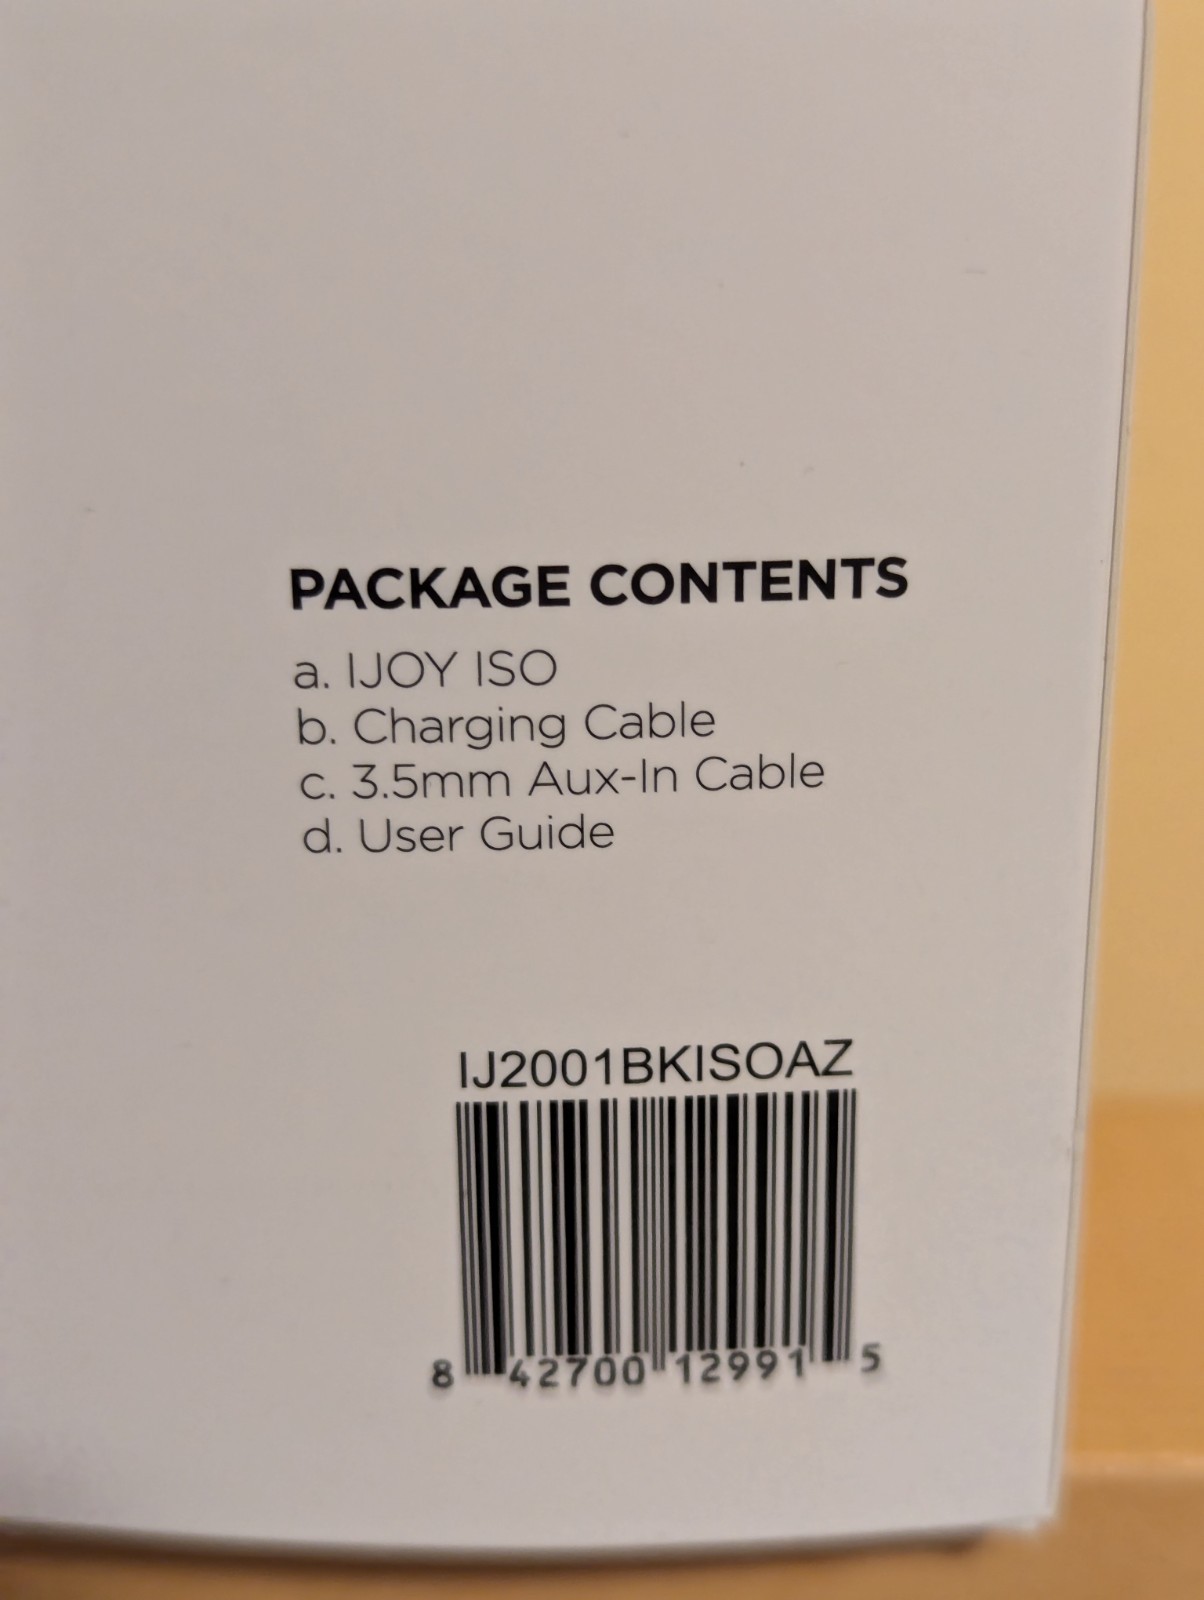 PACKAGE CONTENTS
a. IJOY ISO
b. Charging Cable
c. 3.5mm Aux-In Cable
d. User Guide
IJ2001BKISOAZ
8 42700 12991 5